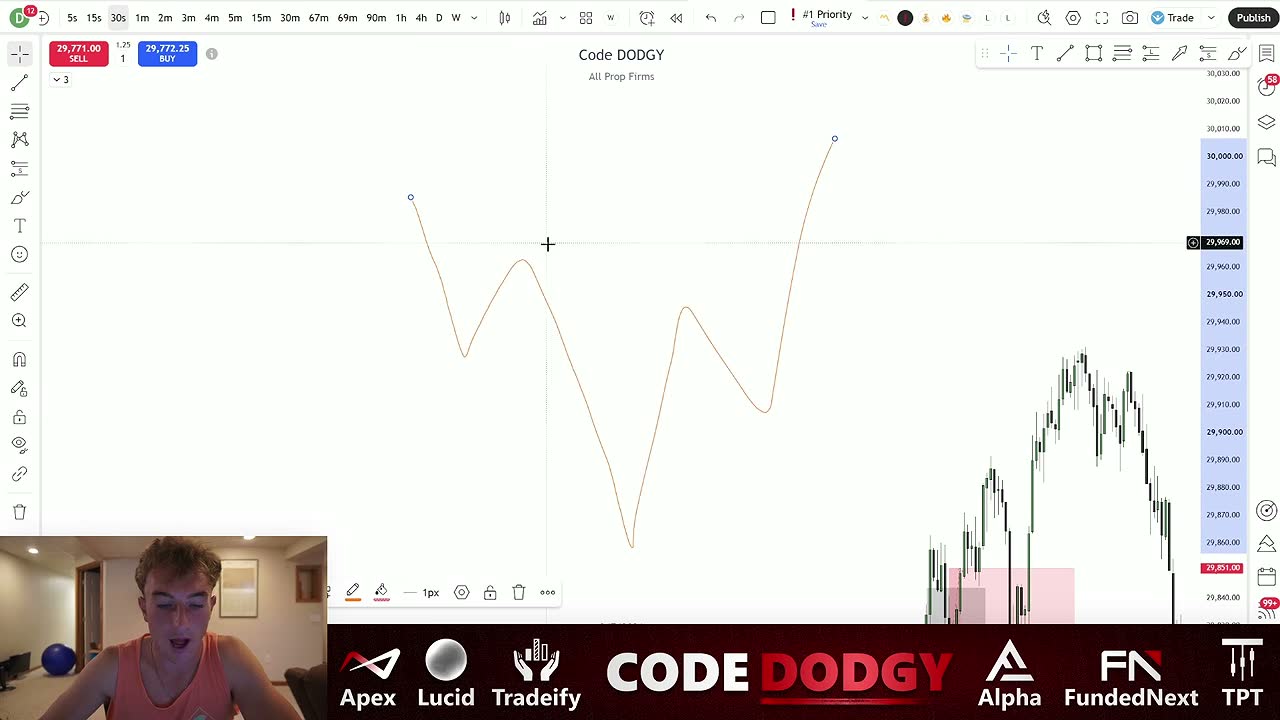 D 12 5s 15s 30s 1m 2m 3m 4m 5m 15m 30m 67m 69m 90m 1h 4h D W W #1 Priority Save L L Trade Publish
29,771.00 SELL 1.25 1 29,772.25 BUY
3
Code DODGY
All Prop Firms
T L S
58
S
T
30,030.00
30,020.00
30,010.00
30,000.00
29,990.00
29,980.00
29,969.00
29,960.00
29,950.00
29,940.00
29,930.00
29,920.00
29,910.00
29,900.00
29,890.00
29,880.00
29,870.00
29,860.00
29,851.00
29,840.00
99+
1px
Apex Lucid Tradeify CODE DODGY Alpha FN FundedNext TPT